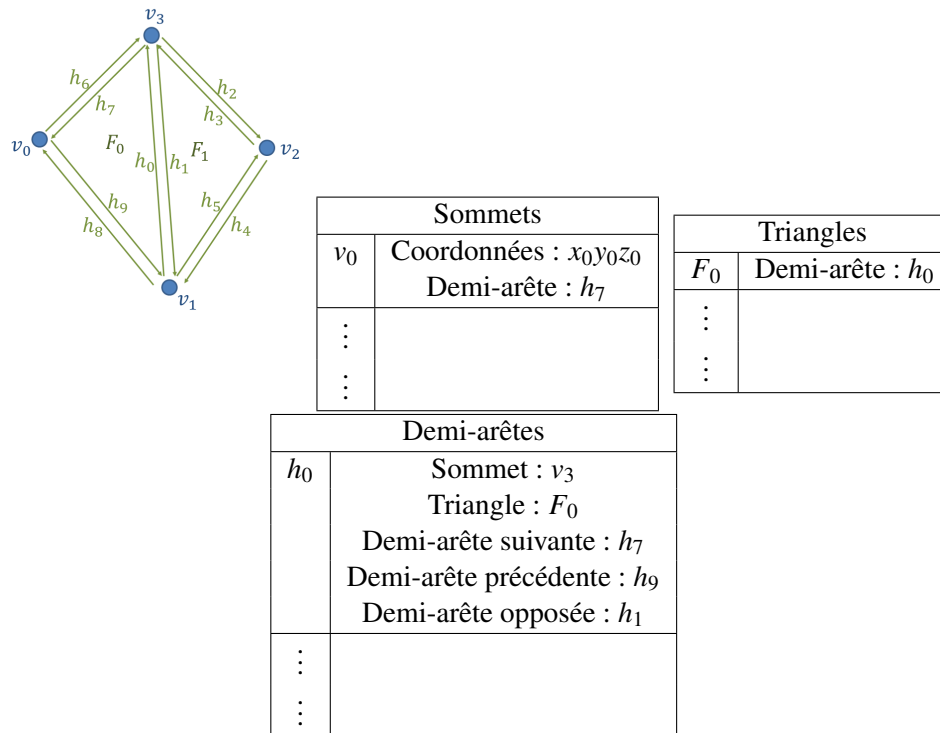 v₃
h₆
h₂
h₇
h₃
v₀
F₀
F₁
v₂
h₀
h₁
h₉
h₅
h₈
h₄
v₁
Sommets
v₀ Coordonnées : x₀y₀z₀
Demi-arête : h₇
⋮
⋮
Triangles
F₀ Demi-arête : h₀
⋮
⋮
Demi-arêtes
h₀ Sommet : v₃
Triangle : F₀
Demi-arête suivante : h₇
Demi-arête précédente : h₉
Demi-arête opposée : h₁
⋮
⋮